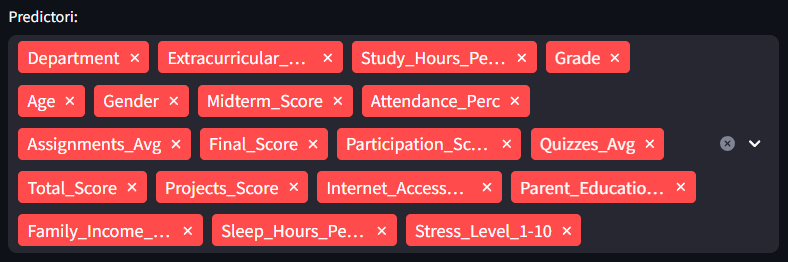 Predictori:
Department × Extracurricular_... × Study_Hours_Pe... × Grade ×
Age × Gender × Midterm_Score × Attendance_Perc ×
Assignments_Avg × Final_Score × Participation_Sc... × Quizzes_Avg ×
Total_Score × Projects_Score × Internet_Access... × Parent_Educatio... ×
Family_Income_... × Sleep_Hours_Pe... × Stress_Level_1-10 ×